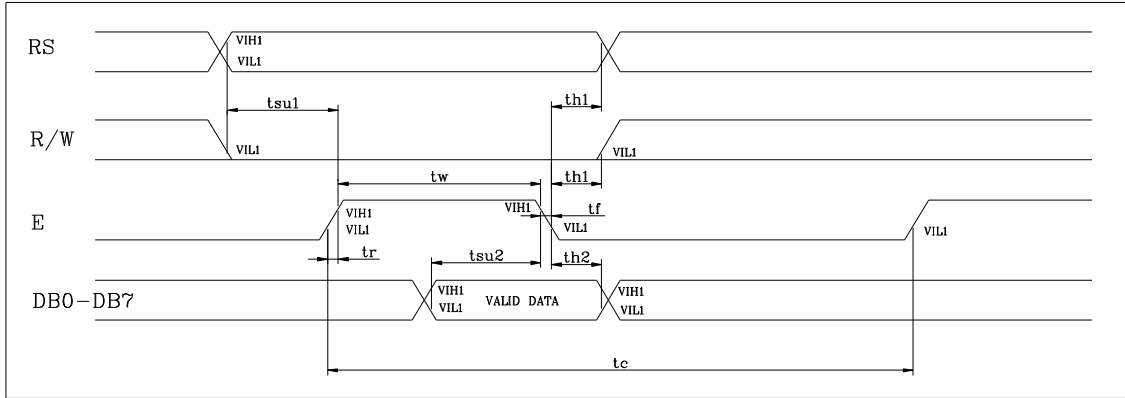 RS
VIH1
VIL1
tsu1
th1
R/W
VIL1
VIL1
tw
th1
E
VIH1
VIL1
VIH1
tf
VIL1
VIL1
tr
tsu2
th2
DB0-DB7
VIH1
VIL1
VALID DATA
VIH1
VIL1
tc